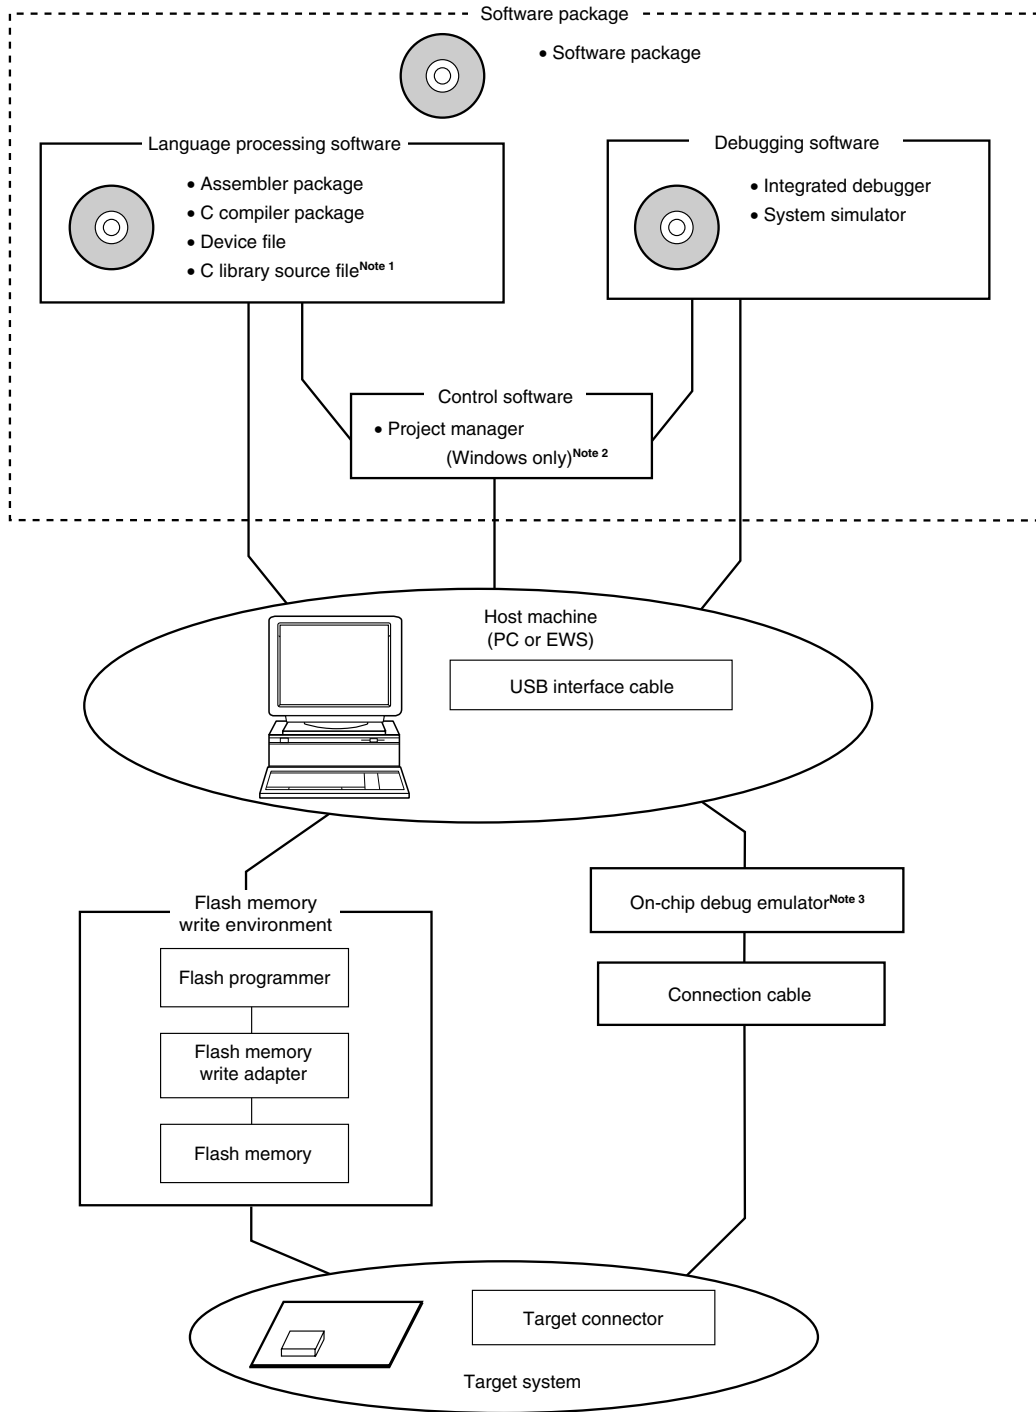 Software package
• Software package
Language processing software
• Assembler package
• C compiler package
• Device file
• C library source fileNote 1
Debugging software
• Integrated debugger
• System simulator
Control software
• Project manager
(Windows only)Note 2
Host machine
(PC or EWS)
USB interface cable
Flash memory
write environment
Flash programmer
Flash memory
write adapter
Flash memory
On-chip debug emulatorNote 3
Connection cable
Target connector
Target system